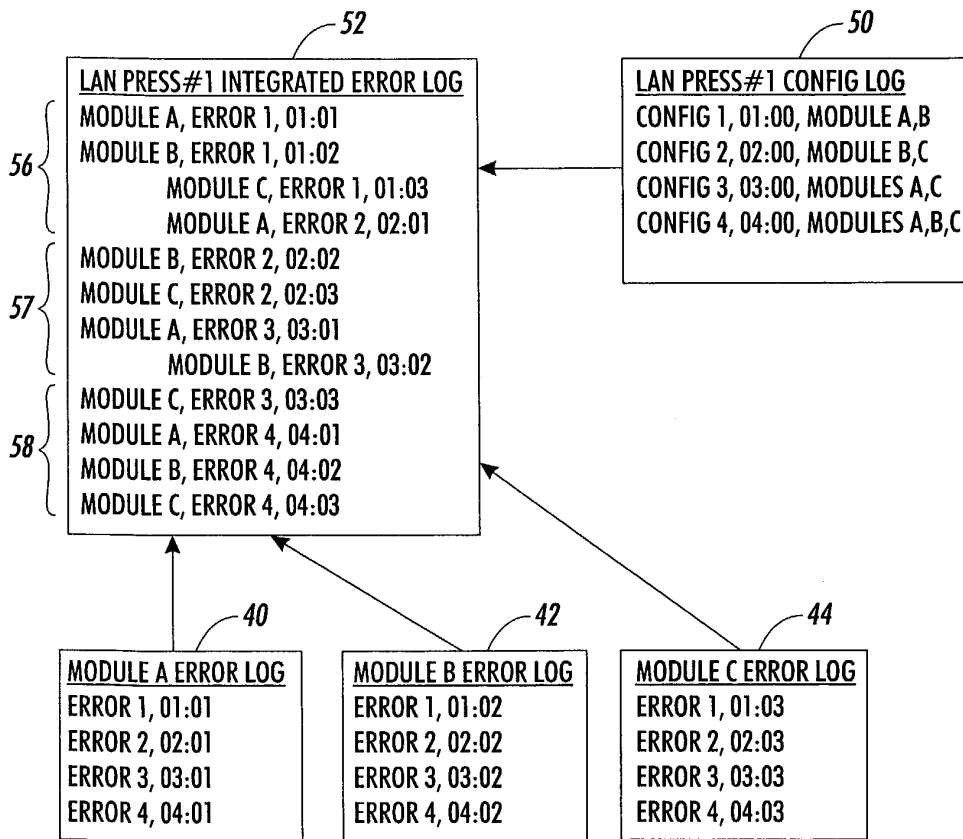 52
LAN PRESS#1 INTEGRATED ERROR LOG
MODULE A, ERROR 1, 01:01
MODULE B, ERROR 1, 01:02
MODULE C, ERROR 1, 01:03
MODULE A, ERROR 2, 02:01
MODULE B, ERROR 2, 02:02
MODULE C, ERROR 2, 02:03
MODULE A, ERROR 3, 03:01
MODULE B, ERROR 3, 03:02
MODULE C, ERROR 3, 03:03
MODULE A, ERROR 4, 04:01
MODULE B, ERROR 4, 04:02
MODULE C, ERROR 4, 04:03
56
57
58
50
LAN PRESS#1 CONFIG LOG
CONFIG 1, 01:00, MODULE A,B
CONFIG 2, 02:00, MODULE B,C
CONFIG 3, 03:00, MODULES A,C
CONFIG 4, 04:00, MODULES A,B,C
40
MODULE A ERROR LOG
ERROR 1, 01:01
ERROR 2, 02:01
ERROR 3, 03:01
ERROR 4, 04:01
42
MODULE B ERROR LOG
ERROR 1, 01:02
ERROR 2, 02:02
ERROR 3, 03:02
ERROR 4, 04:02
44
MODULE C ERROR LOG
ERROR 1, 01:03
ERROR 2, 02:03
ERROR 3, 03:03
ERROR 4, 04:03